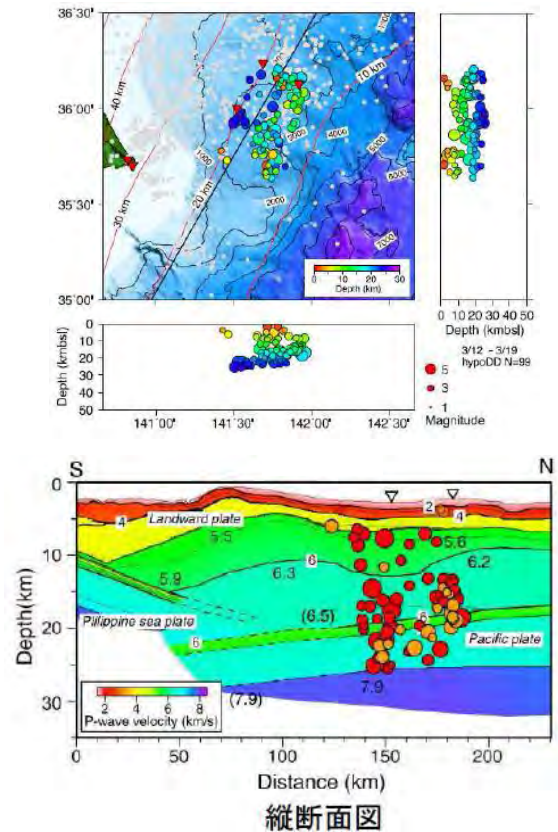 36°30'
36°00'
35°30'
35°00'
40 km
30 km
20 km
10 km
1000
1000
2000
2000
4000
5000
6000
7000
0 10 20 30
Depth (km)
0 10 20 30 40 50
Depth (kmbsl)
3/12 - 3/19
hypoDD N=99
5
3
1
Magnitude
0
10
20
30
40
50
Depth (kmbsl)
141°00' 141°30' 142°00' 142°30'
S N
0
10
20
30
Depth(km)
4
Landward plate
2
4
5.5
5.6
5.9
6
6.3
6.2
(6.5)
Pilippine sea plate
6
6
Pacific plate
7.9
(7.9)
2 4 6 8
P-wave velocity (km/s)
0 50 100 150 200
Distance (km)
縦断面図